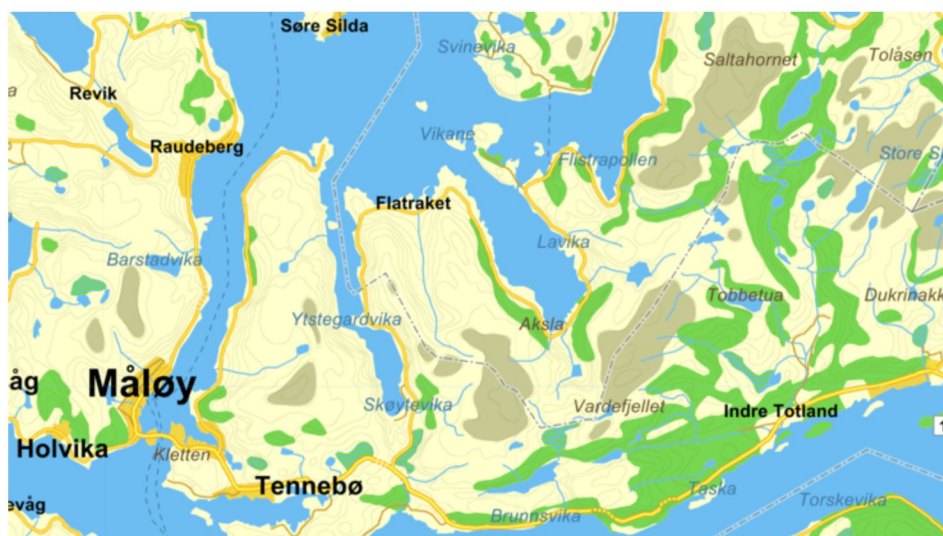 Søre Silda
Svinevika
Saltahornet
Tolåsen
Revik
Vikane
Raudeberg
Flistrapollen
Store S
Flatraket
Lavika
Barstadvika
Tobbetua
Dukrinakk
Ytstegardvika
Aksla
åg
Måløy
Skøytevika
Vardefjellet
Indre Totland
1
Holvika
Kletten
Tennebø
Taska
Torskevika
evåg
Brunnsvika